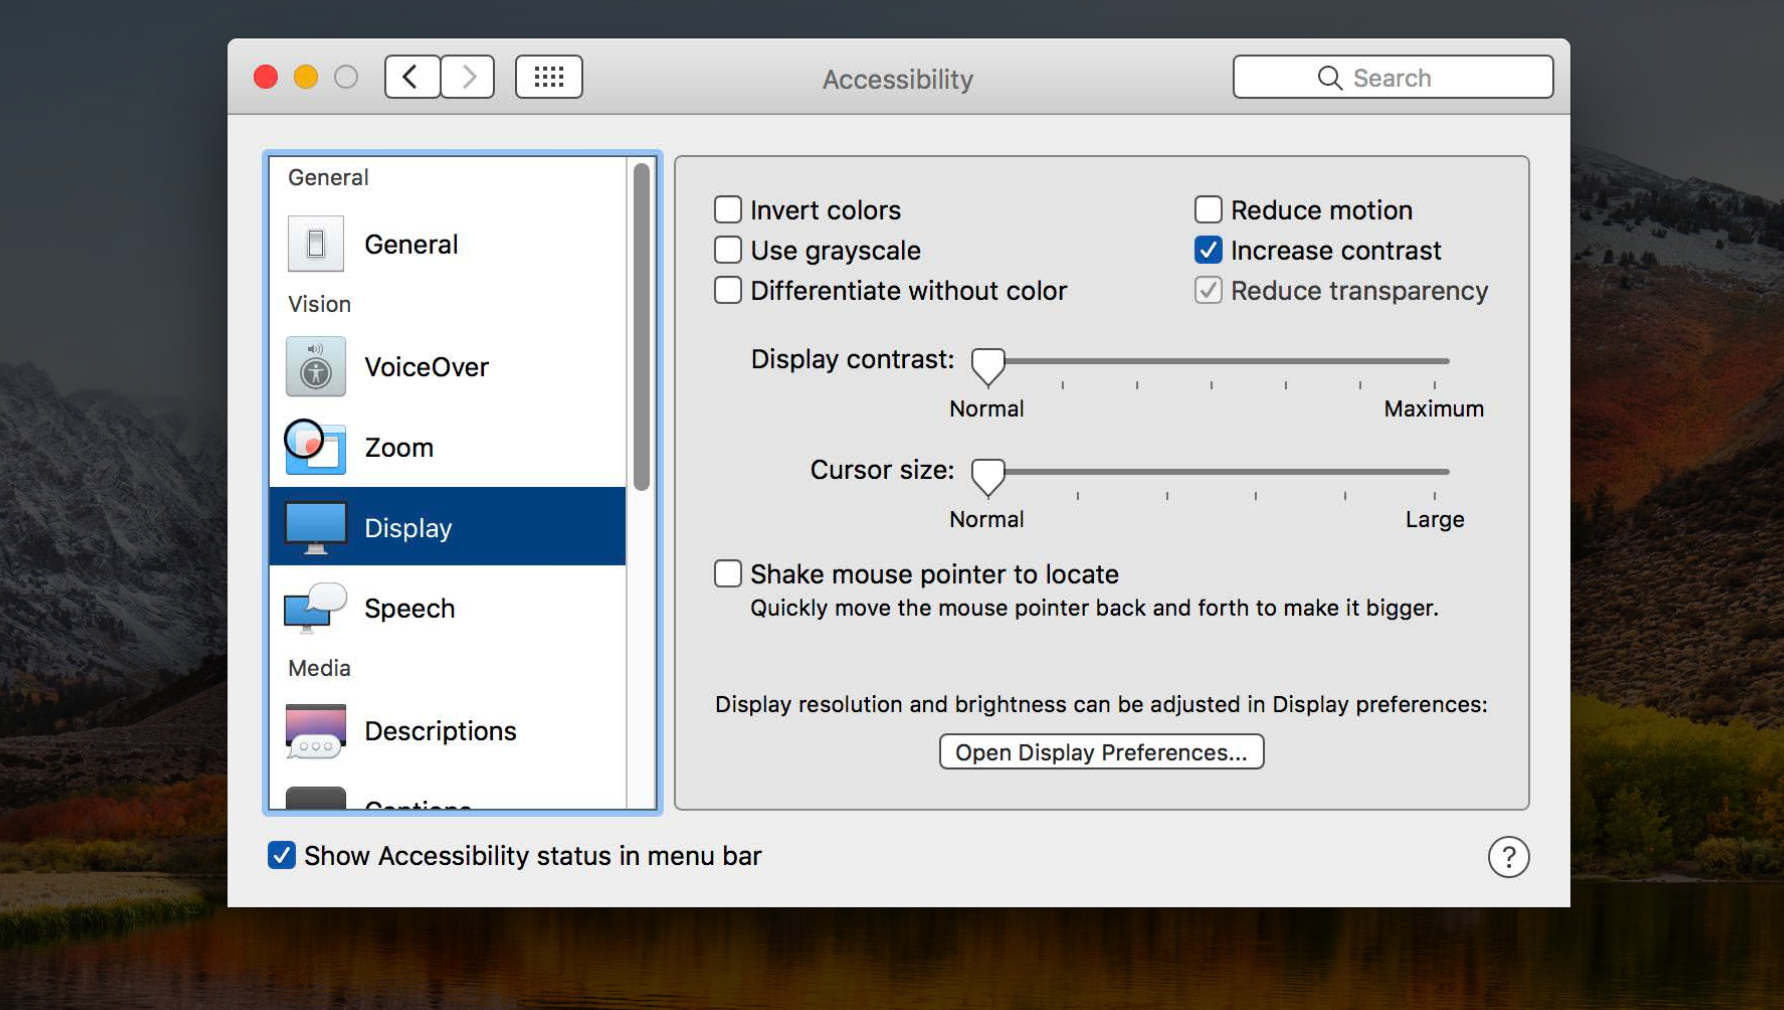 Accessibility
Search
General
General
Vision
VoiceOver
Zoom
Display
Speech
Media
Descriptions
Captions
Invert colors
Use grayscale
Differentiate without color
Reduce motion
Increase contrast
Reduce transparency
Display contrast:
Normal
Maximum
Cursor size:
Normal
Large
Shake mouse pointer to locate
Quickly move the mouse pointer back and forth to make it bigger.
Display resolution and brightness can be adjusted in Display preferences:
Open Display Preferences...
Show Accessibility status in menu bar
?